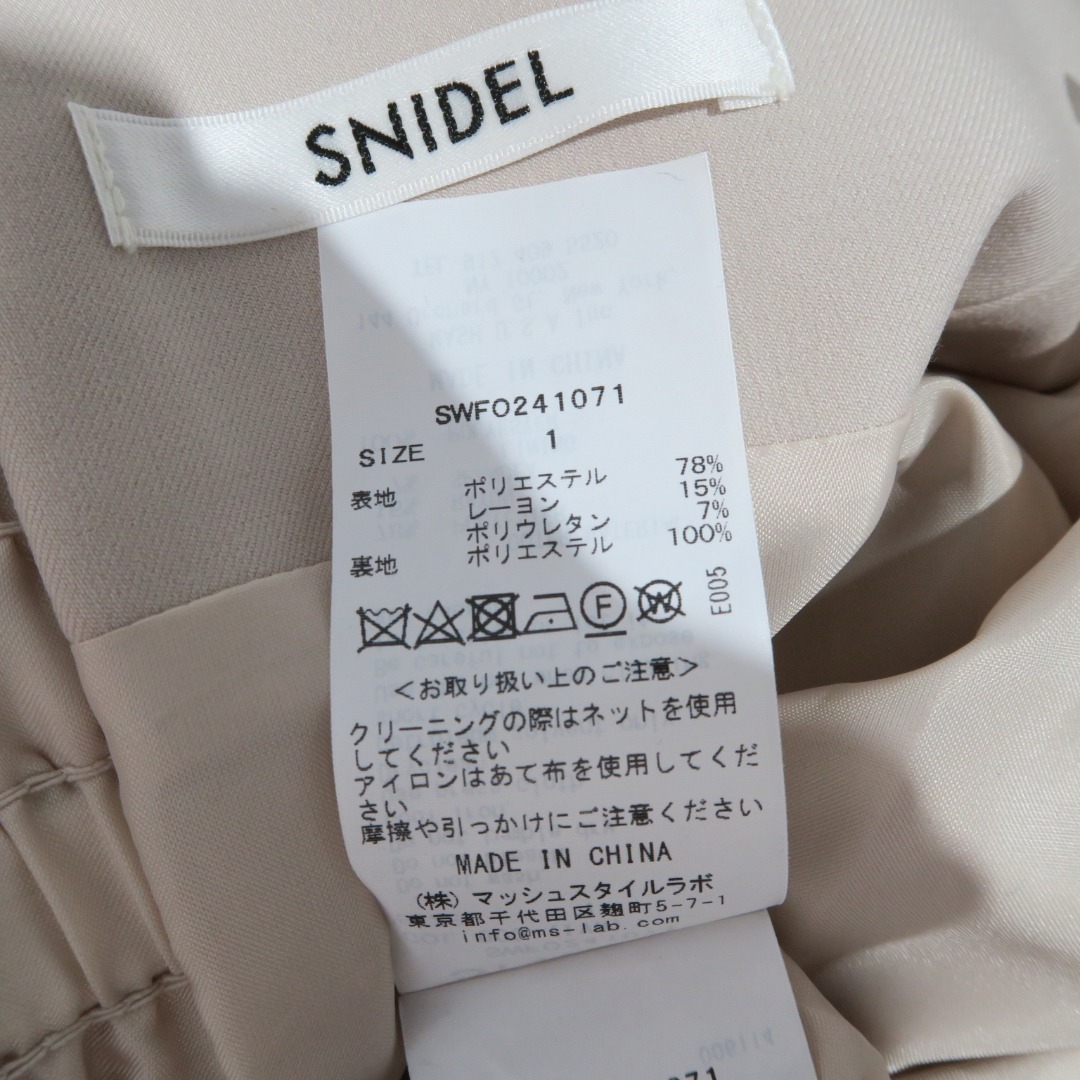 SNIDEL
SWFO241071
SIZE 1
表地 ポリエステル 78%
レーヨン 15%
ポリウレタン 7%
裏地 ポリエステル 100%
F W
E005
<お取り扱い上のご注意>
クリーニングの際はネットを使用
してください
アイロンはあて布を使用してくだ
さい
摩擦や引っかけにご注意ください
MADE IN CHINA
(株)マッシュスタイルラボ
東京都千代田区麹町5-7-1
info@ms-lab.com
006114